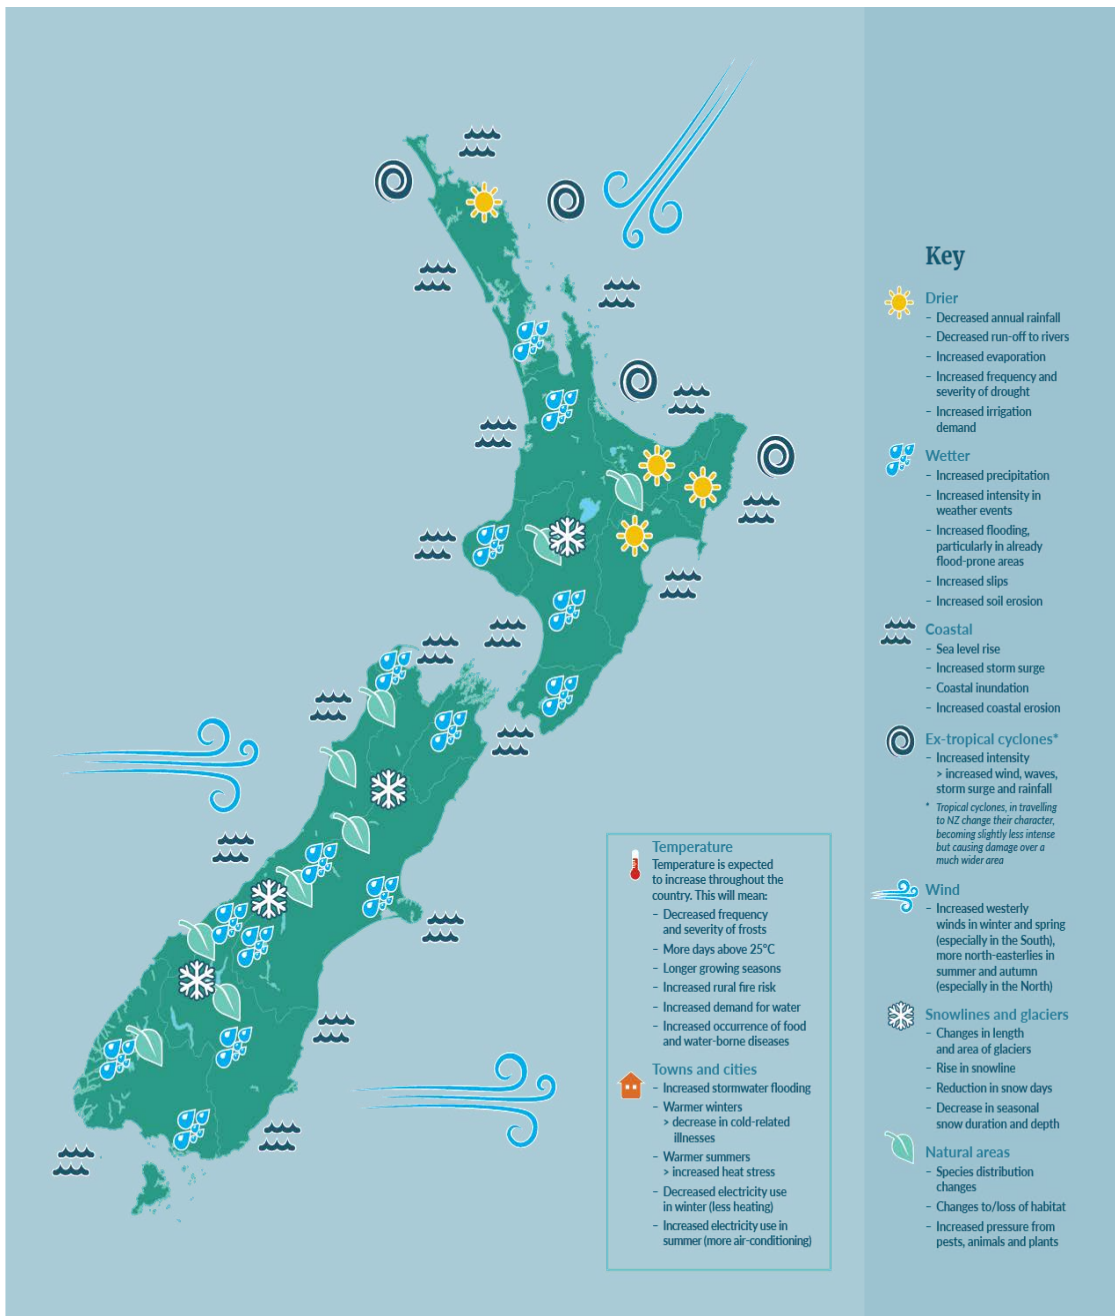 Key
Drier
– Decreased annual rainfall
– Decreased run-off to rivers
– Increased evaporation
– Increased frequency and
severity of drought
– Increased irrigation
demand
Wetter
– Increased precipitation
– Increased intensity in
weather events
– Increased flooding,
particularly in already
flood-prone areas
– Increased slips
– Increased soil erosion
Coastal
– Sea level rise
– Increased storm surge
– Coastal inundation
– Increased coastal erosion
Ex-tropical cyclones*
– Increased intensity
> increased wind, waves,
storm surge and rainfall
* Tropical cyclones, in travelling
to NZ change their character,
becoming slightly less intense
but causing damage over a
much wider area
Wind
– Increased westerly
winds in winter and spring
(especially in the South),
more north-easterlies in
summer and autumn
(especially in the North)
Snowlines and glaciers
– Changes in length
and area of glaciers
– Rise in snowline
– Reduction in snow days
– Decrease in seasonal
snow duration and depth
Natural areas
– Species distribution
changes
– Changes to/loss of habitat
– Increased pressure from
pests, animals and plants
Temperature
Temperature is expected
to increase throughout the
country. This will mean:
– Decreased frequency
and severity of frosts
– More days above 25°C
– Longer growing seasons
– Increased rural fire risk
– Increased demand for water
– Increased occurrence of food
and water-borne diseases
Towns and cities
– Increased stormwater flooding
– Warmer winters
> decrease in cold-related
illnesses
– Warmer summers
> increased heat stress
– Decreased electricity use
in winter (less heating)
– Increased electricity use in
summer (more air-conditioning)